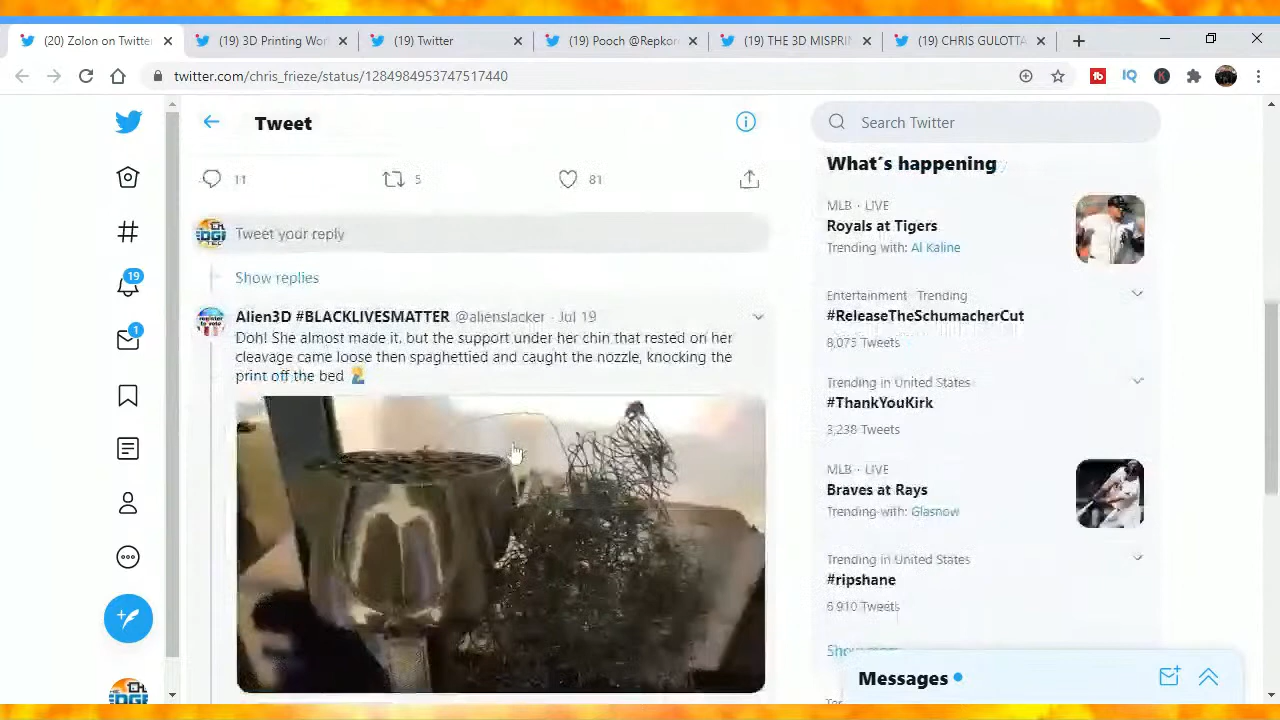 (20) Zolon on Twitte
(19) 3D Printing Wor
(19) Twitter
(19) Pooch @Repkor
(19) THE 3D MISPRIN
(19) CHRIS GULOTTA
twitter.com/chris_frieze/status/1284984953747517440
Tweet
Search Twitter
11
5
81
Tweet your reply
Show replies
Alien3D #BLACKLIVESMATTER @alienslacker · Jul 19
Doh! She almost made it, but the support under her chin that rested on her
cleavage came loose then spaghettied and caught the nozzle, knocking the
print off the bed
19
1
What's happening
MLB · LIVE
Royals at Tigers
Trending with: Al Kaline
Entertainment · Trending
#ReleaseTheSchumacherCut
8,075 Tweets
Trending in United States
#ThankYouKirk
3,238 Tweets
MLB · LIVE
Braves at Rays
Trending with: Glasnow
Trending in United States
#ripshane
6,910 Tweets
Show more
Messages